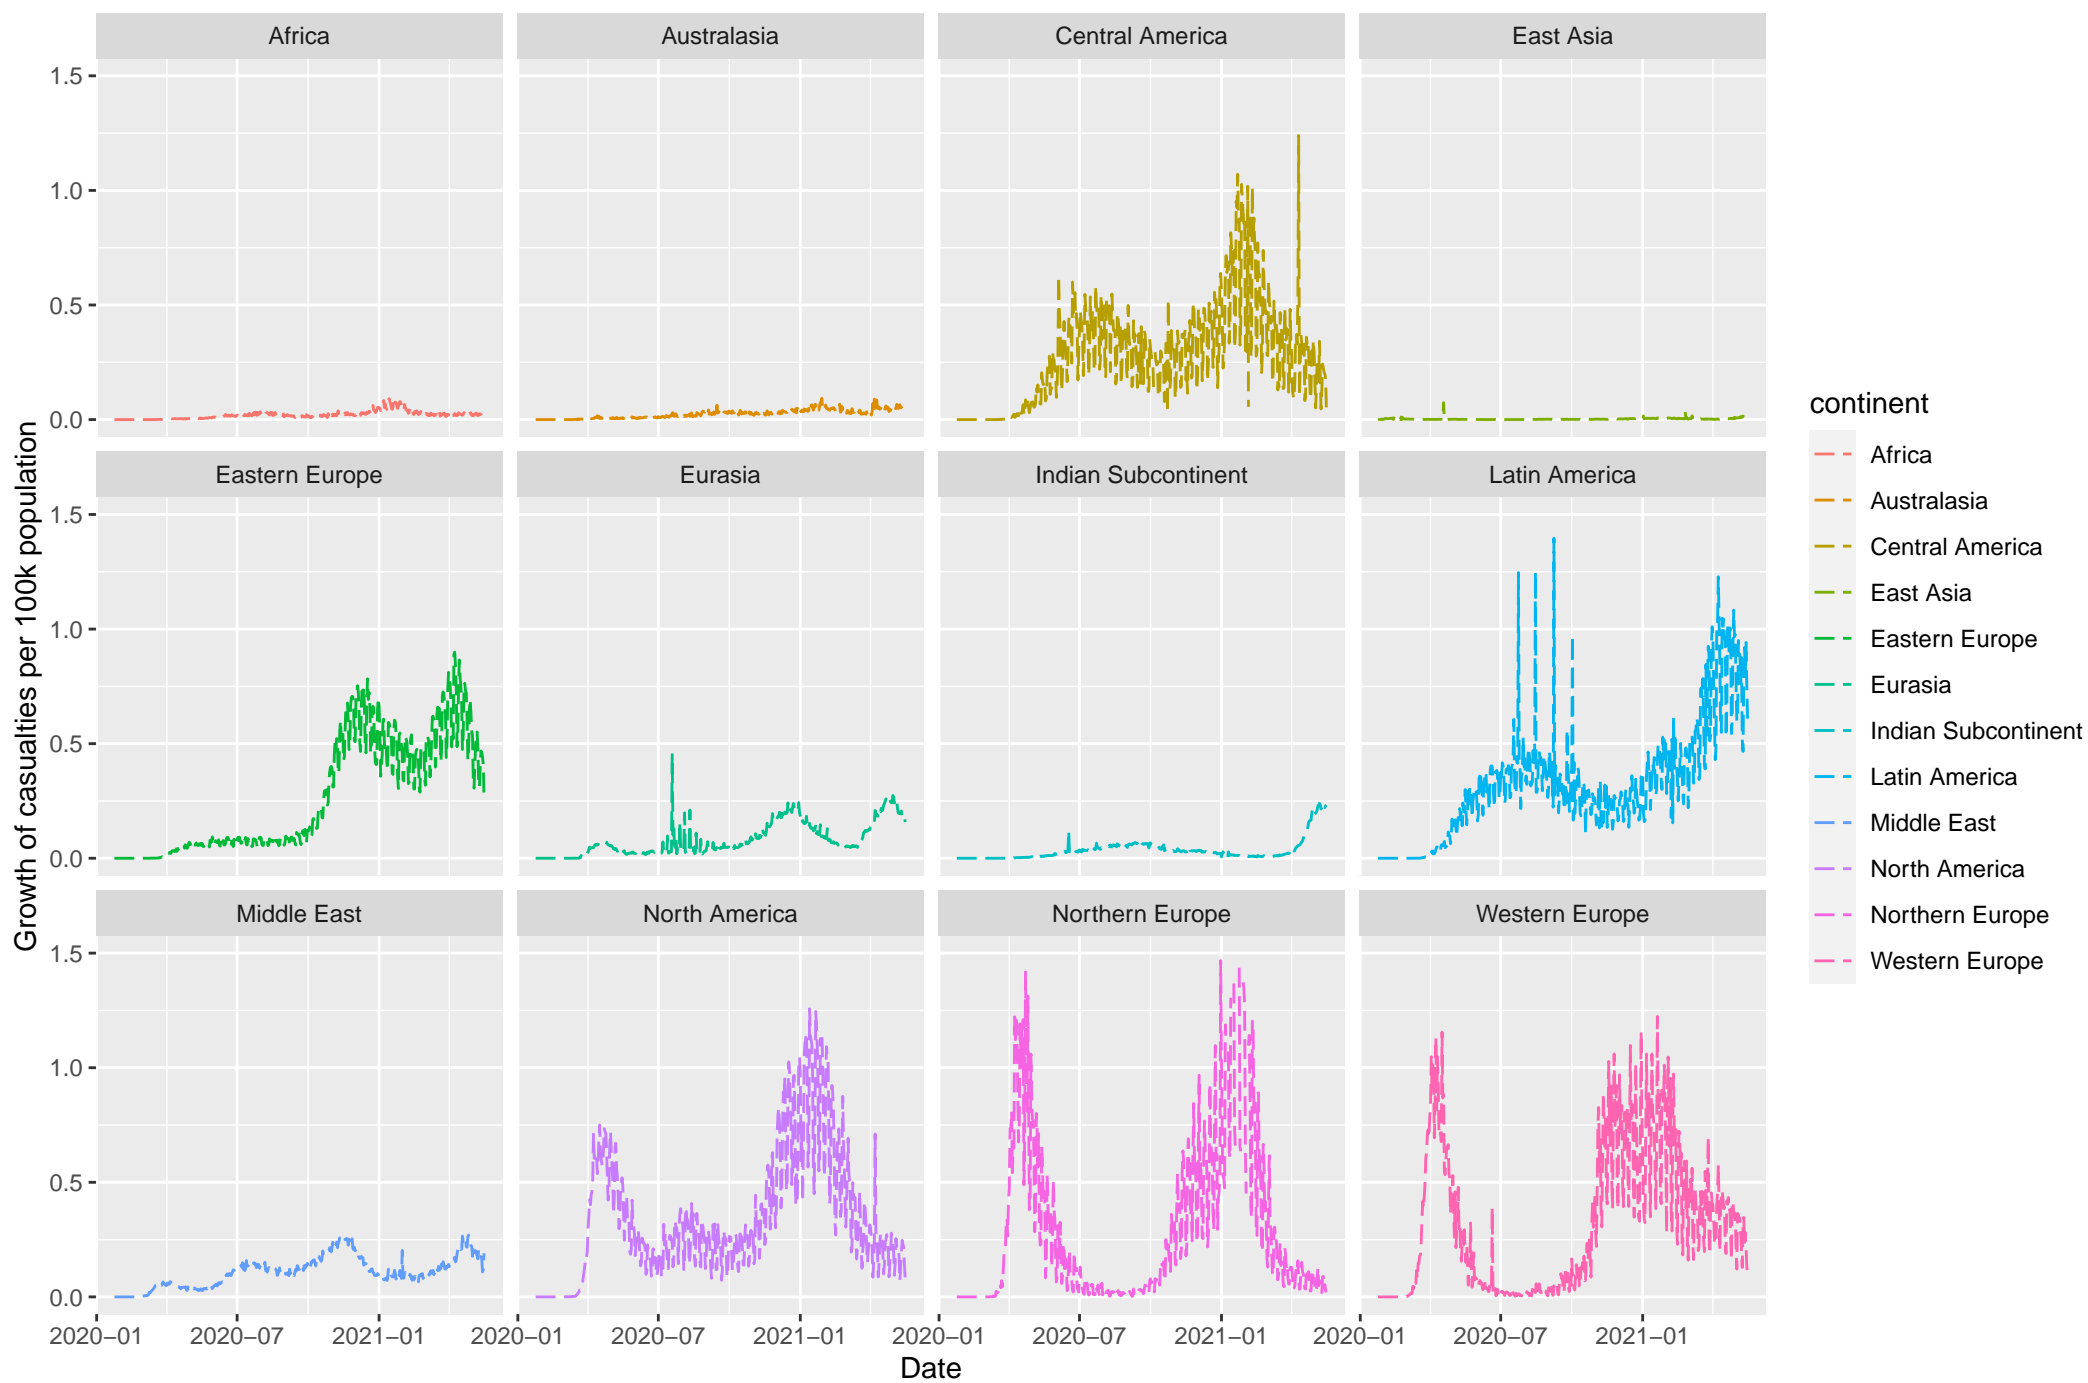 Africa
Australasia
Central America
East Asia
1.5
1.0
0.5
0.0
Eastern Europe
Eurasia
Indian Subcontinent
Latin America
1.5
1.0
0.5
0.0
Middle East
North America
Northern Europe
Western Europe
1.5
1.0
0.5
0.0
2020−01
2020−07
2021−01
2020−01
2020−07
2021−01
2020−01
2020−07
2021−01
2020−01
2020−07
2021−01
Date
Growth of casualties per 100k population
continent
Africa
Australasia
Central America
East Asia
Eastern Europe
Eurasia
Indian Subcontinent
Latin America
Middle East
North America
Northern Europe
Western Europe